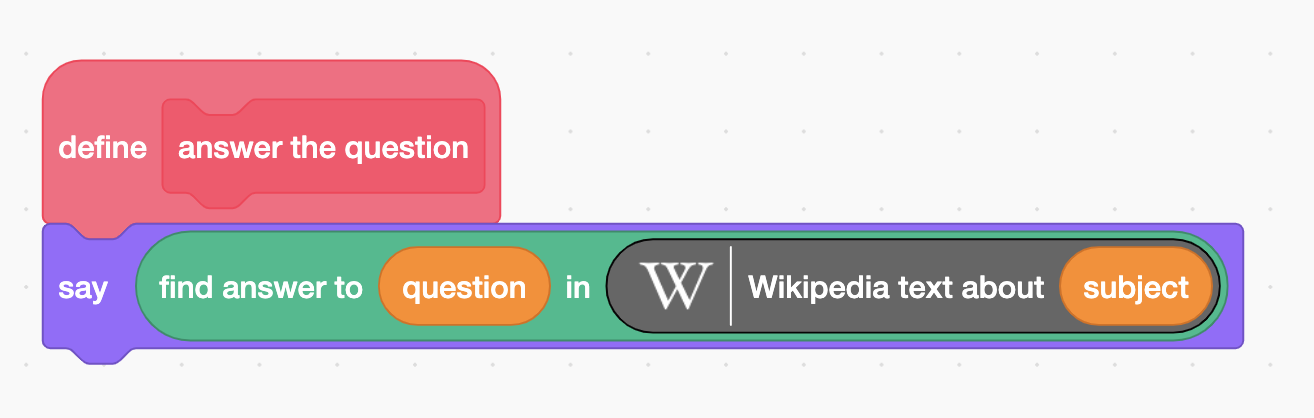 define answer the question
say find answer to question in W Wikipedia text about subject